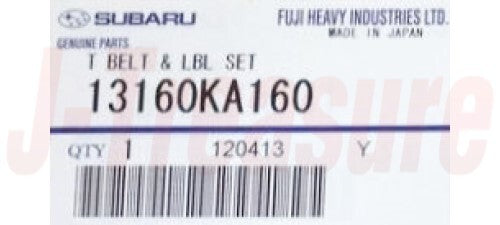 SUBARU FUJI HEAVY INDUSTRIES LTD.
GENUINE PARTS MADE IN JAPAN
T BELT & LBL SET
13160KA160
QTY 1 120413 Y
J-Treasure